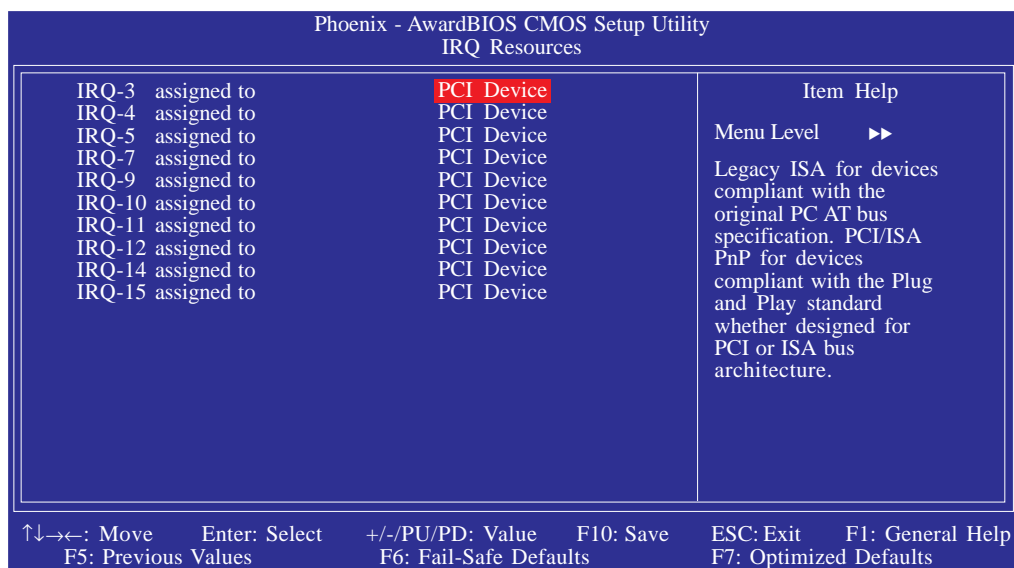 Phoenix - AwardBIOS CMOS Setup Utility
IRQ Resources
IRQ-3 assigned to PCI Device
IRQ-4 assigned to PCI Device
IRQ-5 assigned to PCI Device
IRQ-7 assigned to PCI Device
IRQ-9 assigned to PCI Device
IRQ-10 assigned to PCI Device
IRQ-11 assigned to PCI Device
IRQ-12 assigned to PCI Device
IRQ-14 assigned to PCI Device
IRQ-15 assigned to PCI Device
Item Help
Menu Level ▶▶
Legacy ISA for devices
compliant with the
original PC AT bus
specification. PCI/ISA
PnP for devices
compliant with the Plug
and Play standard
whether designed for
PCI or ISA bus
architecture.
↑↓→←: Move Enter: Select +/-/PU/PD: Value F10: Save ESC: Exit F1: General Help
F5: Previous Values F6: Fail-Safe Defaults F7: Optimized Defaults